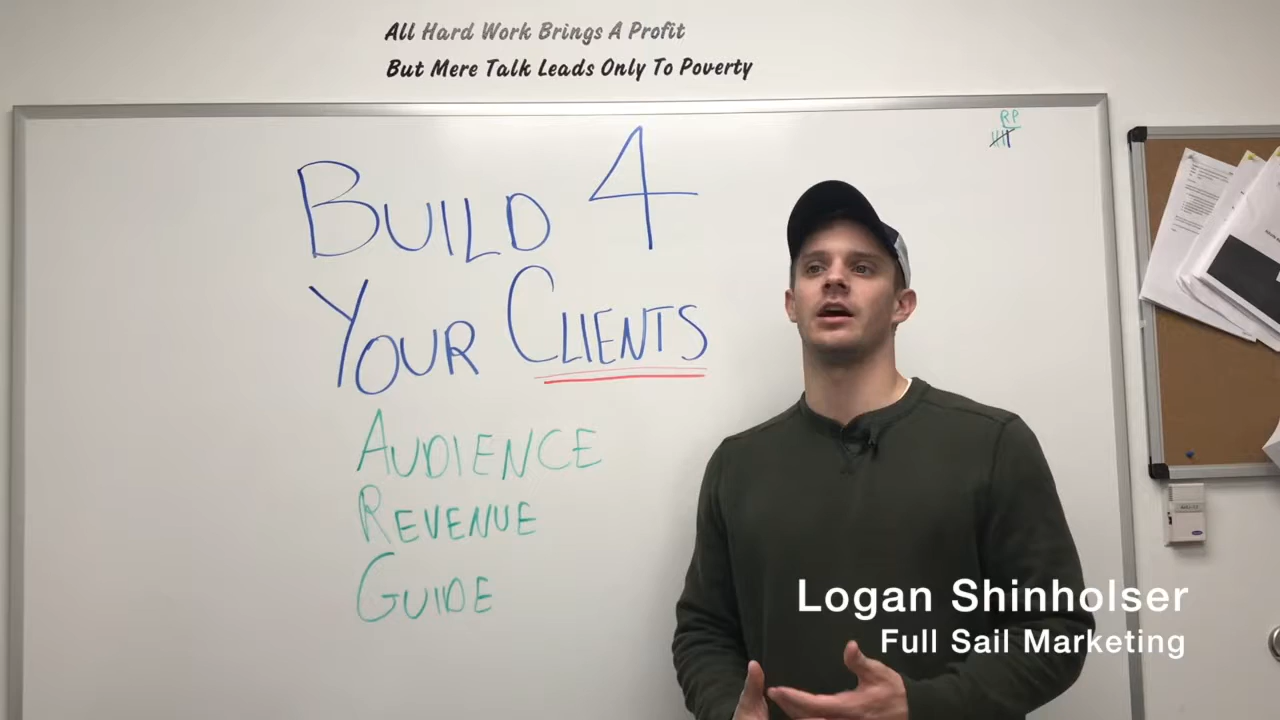 All Hard Work Brings A Profit
But Mere Talk Leads Only To Poverty
RP
BUILD 4
YOUR CLIENTS
AUDIENCE
REVENUE
GUIDE
Logan Shinholser
Full Sail Marketing